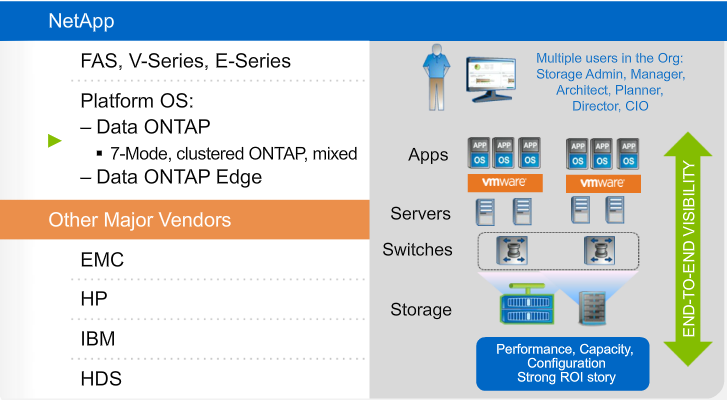 NetApp
FAS, V-Series, E-Series
Platform OS:
– Data ONTAP
▪ 7-Mode, clustered ONTAP, mixed
– Data ONTAP Edge
Other Major Vendors
EMC
HP
IBM
HDS
Multiple users in the Org:
Storage Admin, Manager,
Architect, Planner,
Director, CIO
Apps
APP APP APP APP APP APP
OS OS OS OS OS OS
vmware vmware
Servers
Switches
Storage
END-TO-END VISIBILITY
Performance, Capacity,
Configuration
Strong ROI story